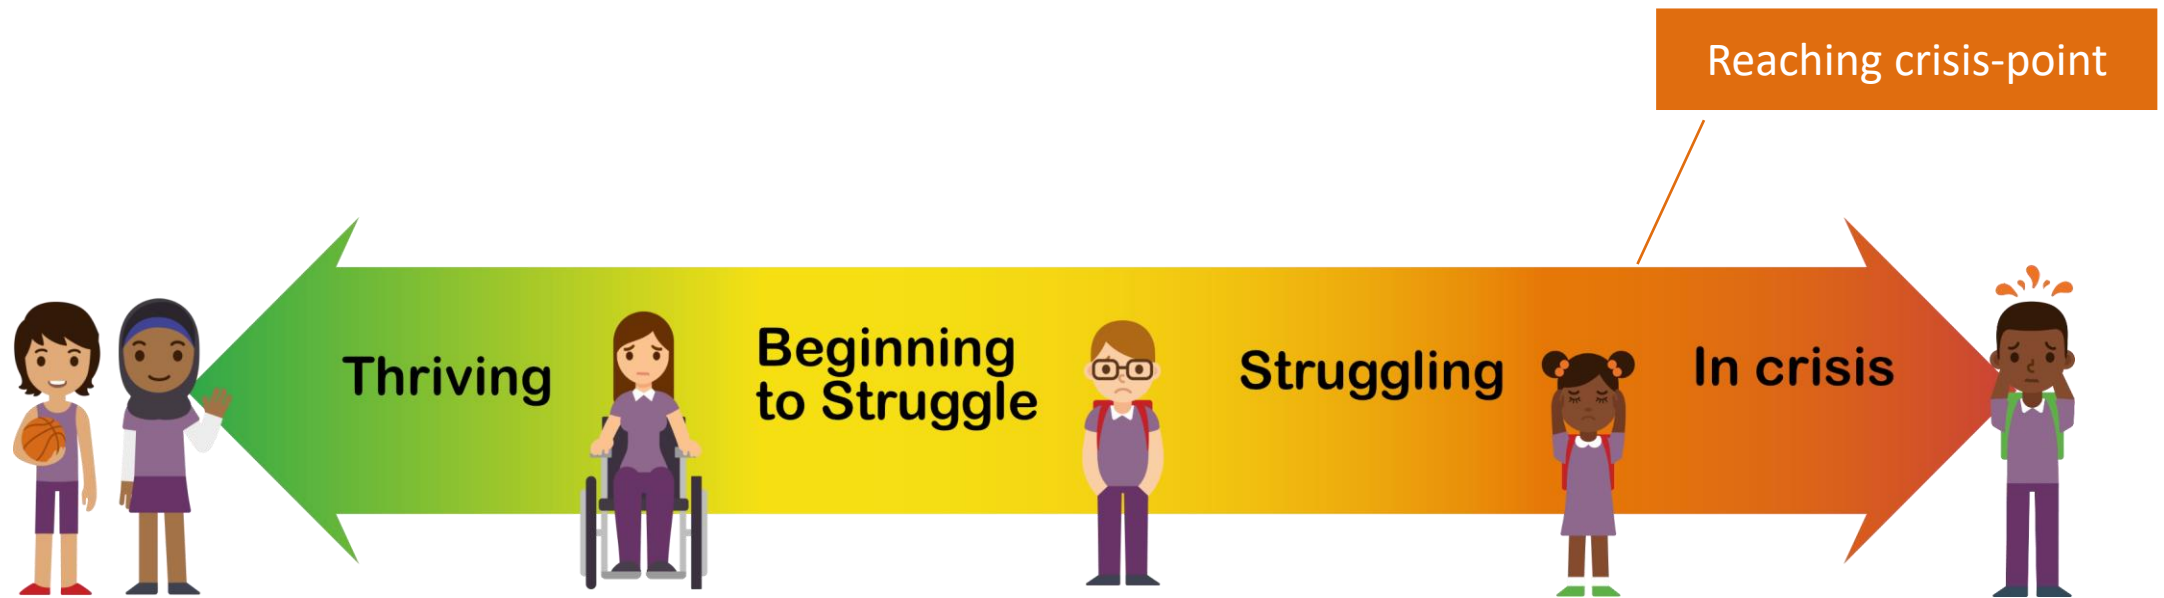 Reaching crisis-point
Thriving
Beginning
to Struggle
Struggling
In crisis